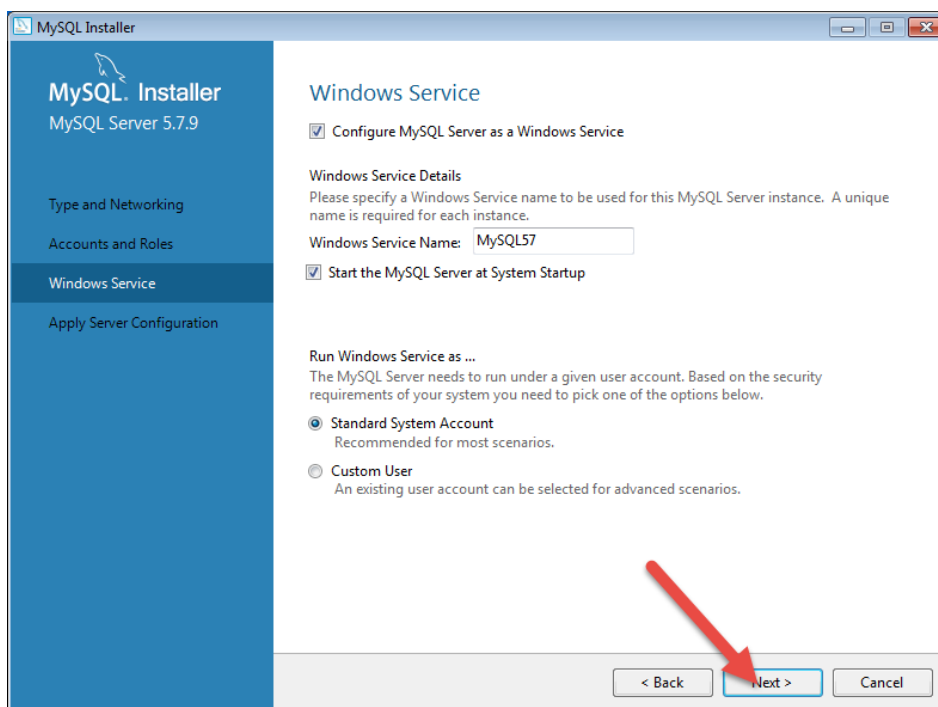 MySQL Installer
MySQL. Installer
MySQL Server 5.7.9
Type and Networking
Accounts and Roles
Windows Service
Apply Server Configuration
Windows Service
Configure MySQL Server as a Windows Service
Windows Service Details
Please specify a Windows Service name to be used for this MySQL Server instance. A unique
name is required for each instance.
Windows Service Name: MySQL57
Start the MySQL Server at System Startup
Run Windows Service as ...
The MySQL Server needs to run under a given user account. Based on the security
requirements of your system you need to pick one of the options below.
Standard System Account
Recommended for most scenarios.
Custom User
An existing user account can be selected for advanced scenarios.
< Back
Next >
Cancel